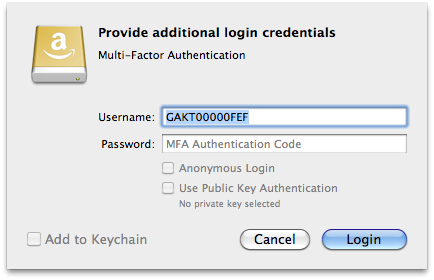 Provide additional login credentials
Multi-Factor Authentication
Username: GAKT00000FEF
Password: MFA Authentication Code
Anonymous Login
Use Public Key Authentication
No private key selected
Add to Keychain Cancel Login